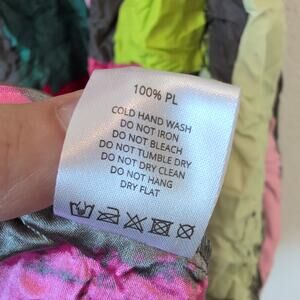 100% PL
COLD HAND WASH
DO NOT IRON
DO NOT BLEACH
DO NOT TUMBLE DRY
DO NOT DRY CLEAN
DO NOT HANG
DRY FLAT